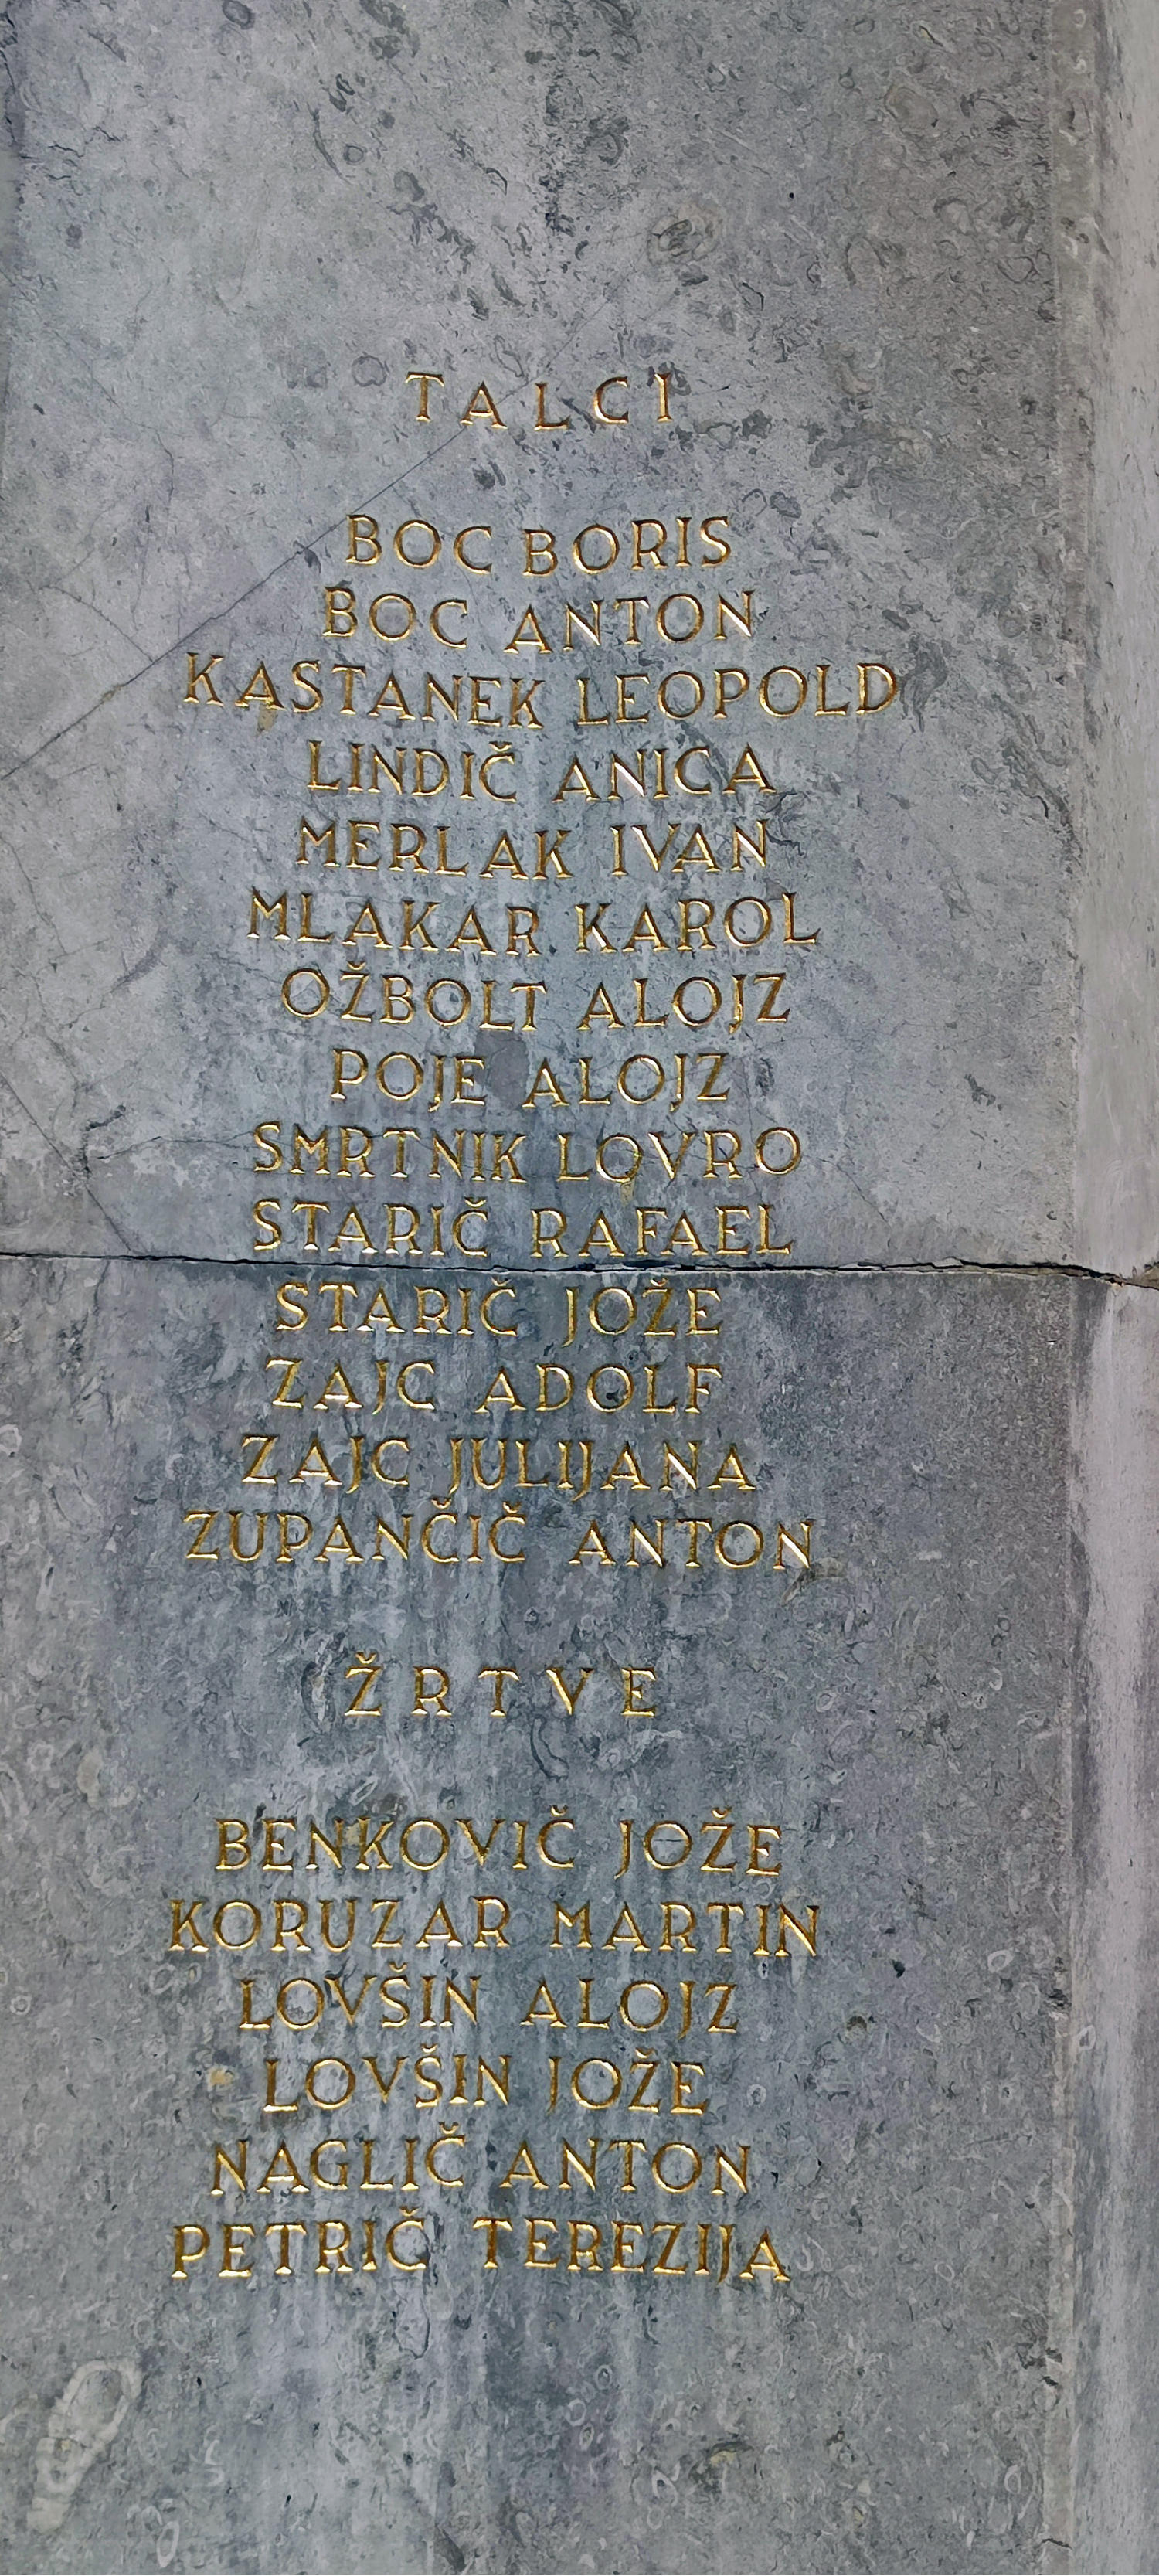 TALCI
BOC BORIS
BOC ANTON
KASTANEK LEOPOLD
LINDIČ ANICA
MERLAK IVAN
MLAKAR KAROL
OŽBOLT ALOJZ
POJE ALOJZ
SMRTNIK LOVRO
STARIČ RAFAEL
STARIČ JOŽE
ZAJC ADOLF
ZAJC JULIJANA
ZUPANČIČ ANTON
ŽRTVE
BENKOVIČ JOŽE
KORUZAR MARTIN
LOVŠIN ALOJZ
LOVŠIN JOŽE
NAGLIČ ANTON
PETRIČ TEREZIJA